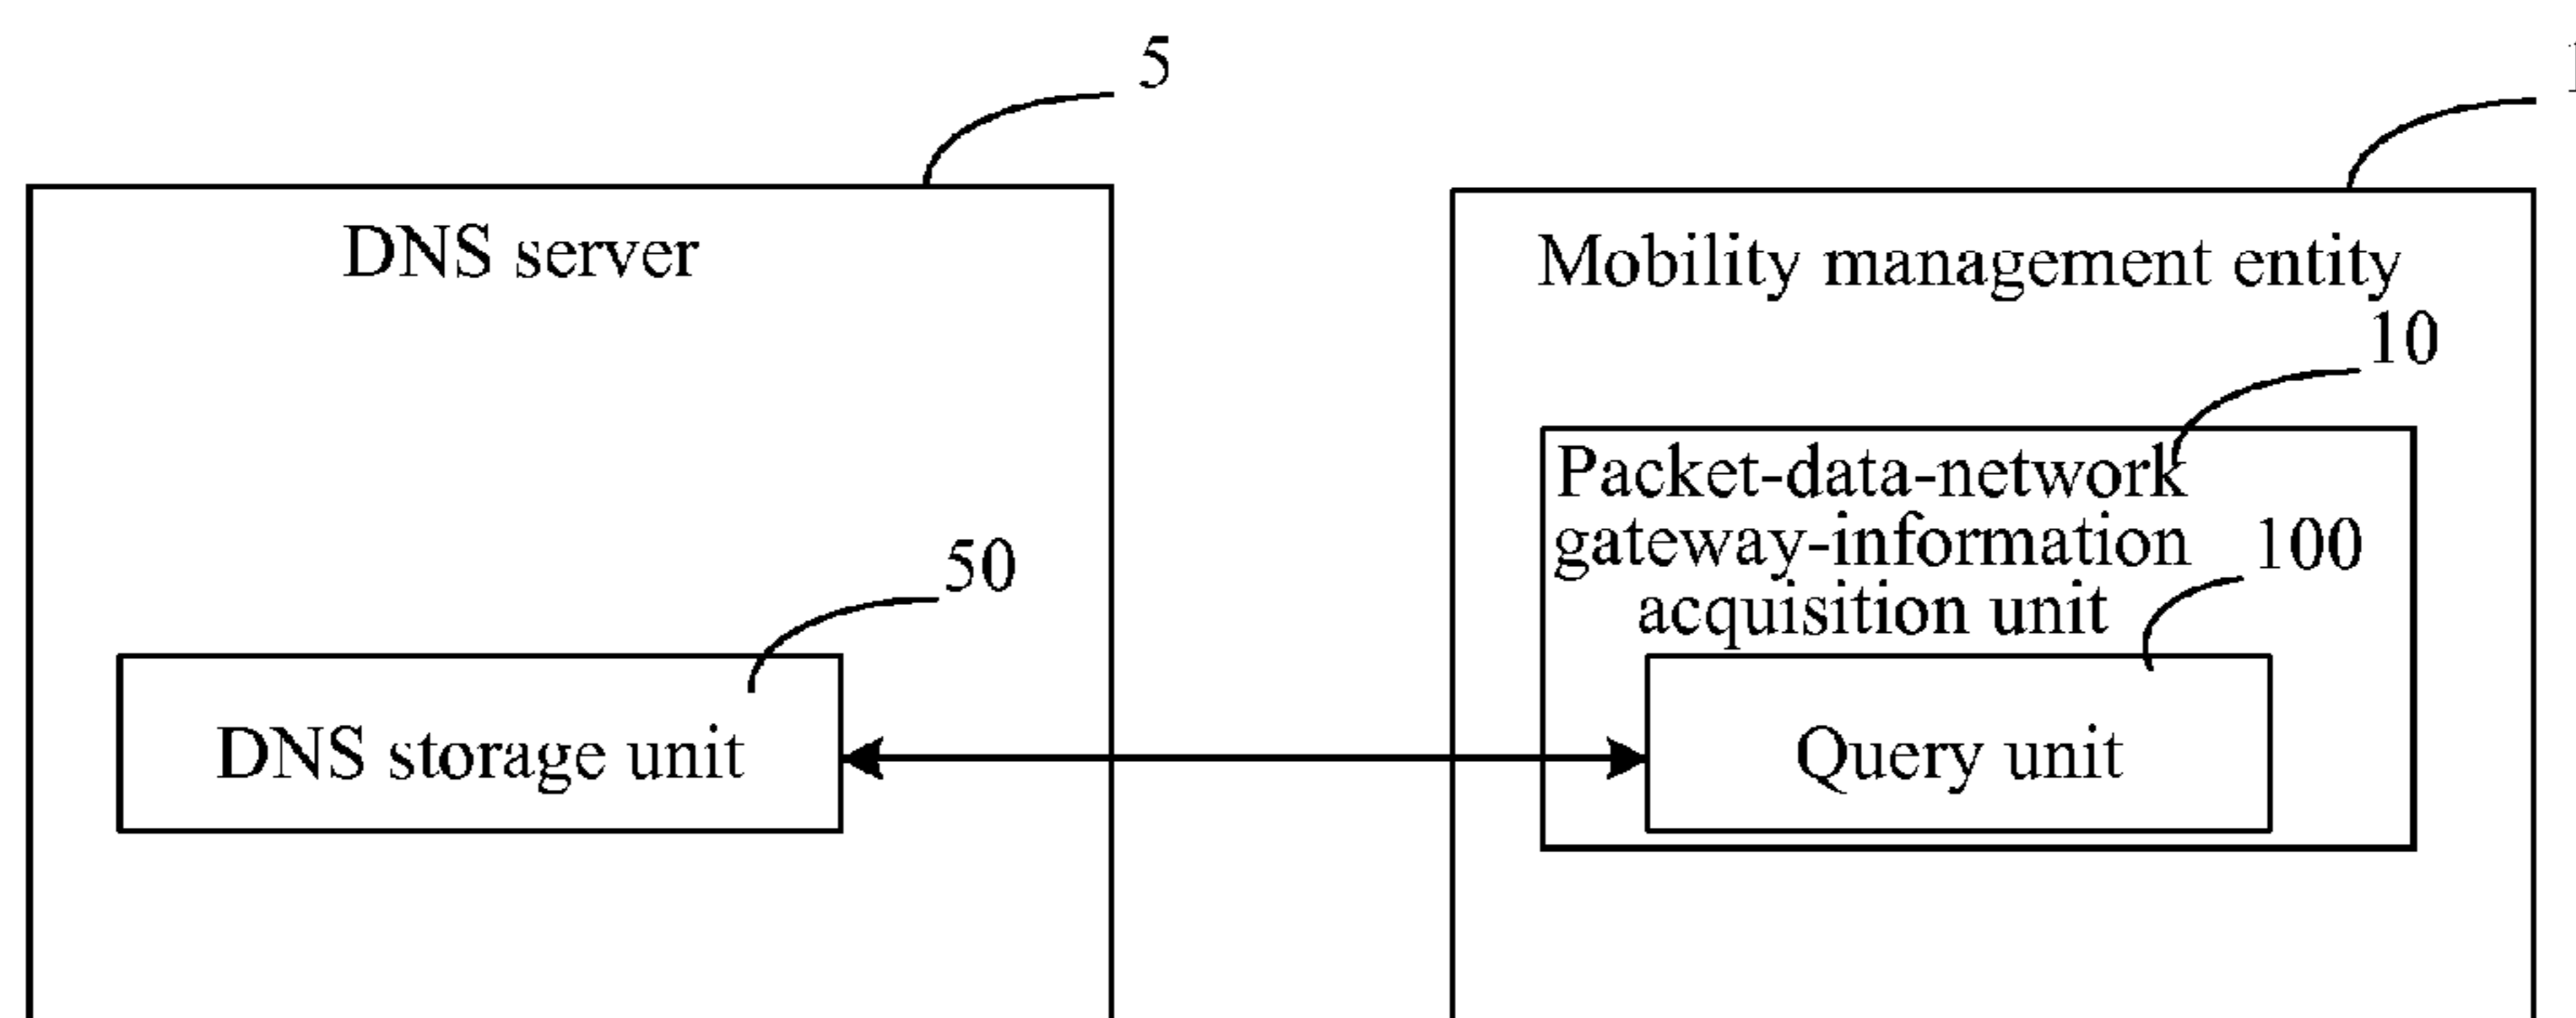 5
DNS server
Mobility management entity
10
Packet-data-network
gateway-information
acquisition unit
100
50
DNS storage unit
Query unit